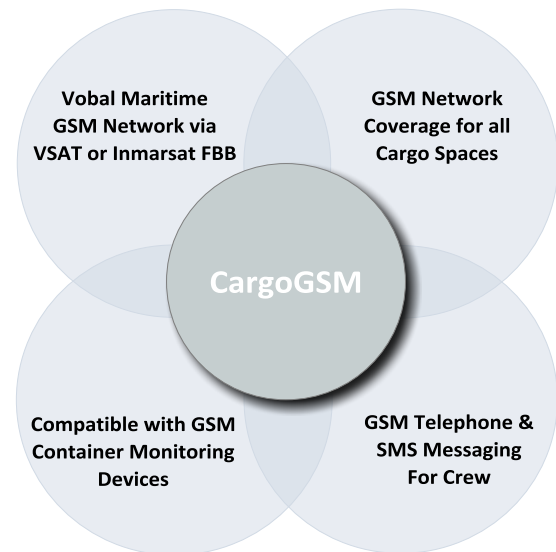 Vobal Maritime
GSM Network via
VSAT or Inmarsat FBB
GSM Network
Coverage for all
Cargo Spaces
CargoGSM
Compatible with GSM
Container Monitoring
Devices
GSM Telephone &
SMS Messaging
For Crew